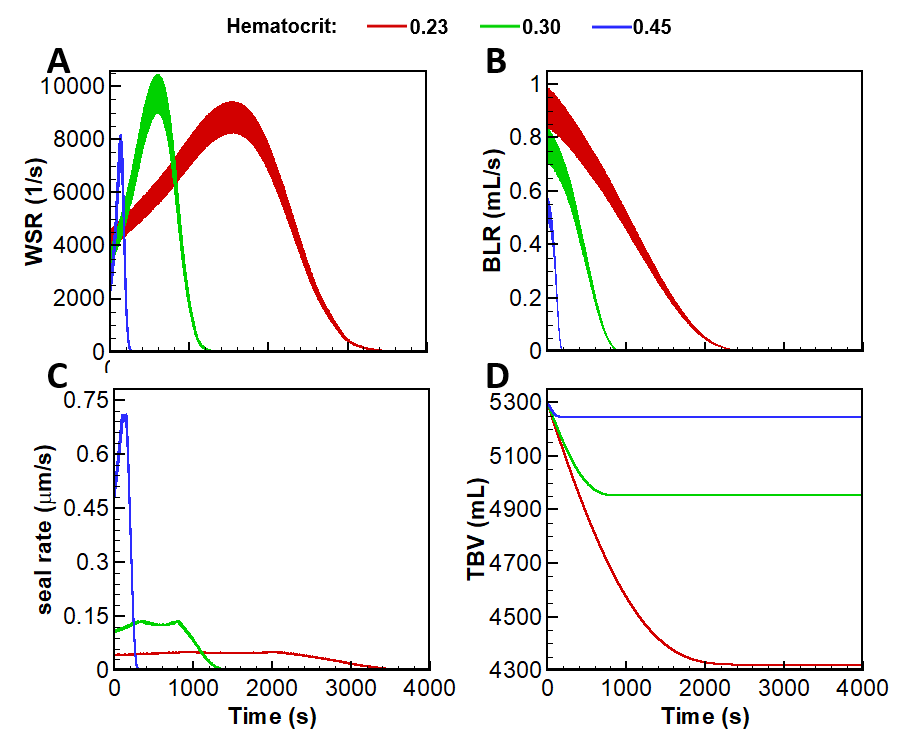 Hematocrit: 0.23 0.30 0.45
A
10000
8000
6000
4000
2000
0
WSR (1/s)
B
1
0.8
0.6
0.4
0.2
0
BLR (mL/s)
C
0.75
0.6
0.45
0.3
0.15
0
seal rate (μm/s)
0 1000 2000 3000 4000
Time (s)
D
5300
5100
4900
4700
4500
4300
TBV (mL)
0 1000 2000 3000 4000
Time (s)